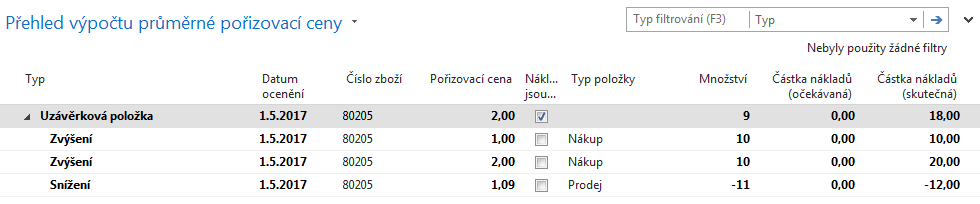 Přehled výpočtu průměrné pořizovací ceny
Typ filtrování (F3) Typ
Nebyly použity žádné filtry
Typ Datum ocenění Číslo zboží Pořizovací cena Nákl... jsou... Typ položky Množství Částka nákladů (očekávaná) Částka nákladů (skutečná)
Uzávěrková položka 1.5.2017 80205 2,00 9 0,00 18,00
Zvýšení 1.5.2017 80205 1,00 Nákup 10 0,00 10,00
Zvýšení 1.5.2017 80205 2,00 Nákup 10 0,00 20,00
Snížení 1.5.2017 80205 1,09 Prodej -11 0,00 -12,00